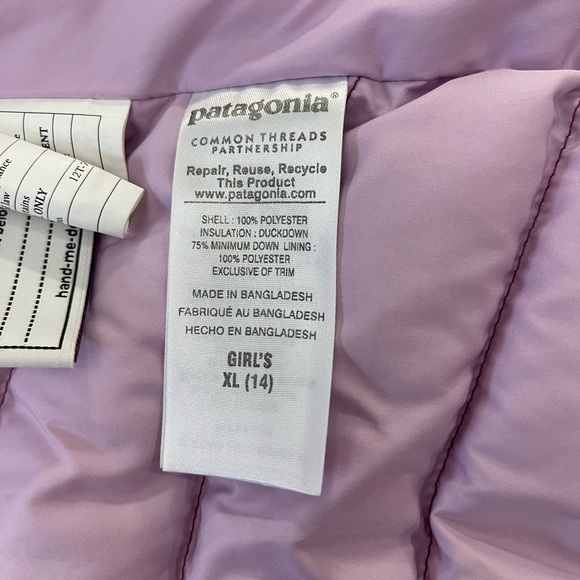 patagonia®
COMMON THREADS
PARTNERSHIP
Repair, Reuse, Recycle
This Product
www.patagonia.com
SHELL : 100% POLYESTER
INSULATION : DUCKDOWN
75% MINIMUM DOWN LINING :
100% POLYESTER
EXCLUSIVE OF TRIM
MADE IN BANGLADESH
FABRIQUÉ AU BANGLADESH
HECHO EN BANGLADESH
GIRL'S
XL (14)
ONLY
hand-me-d